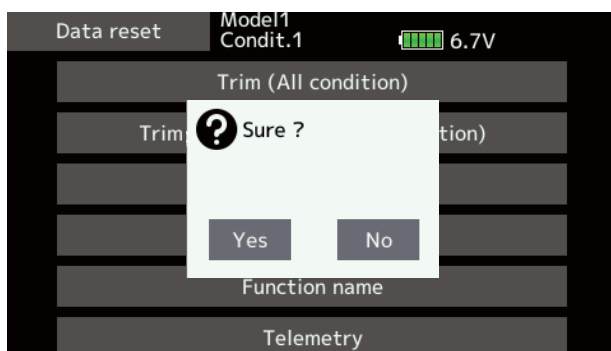 Data reset
Model1
Condit.1
6.7V
Trim (All condition)
Trim
tion)
? Sure ?
Yes
No
Function name
Telemetry